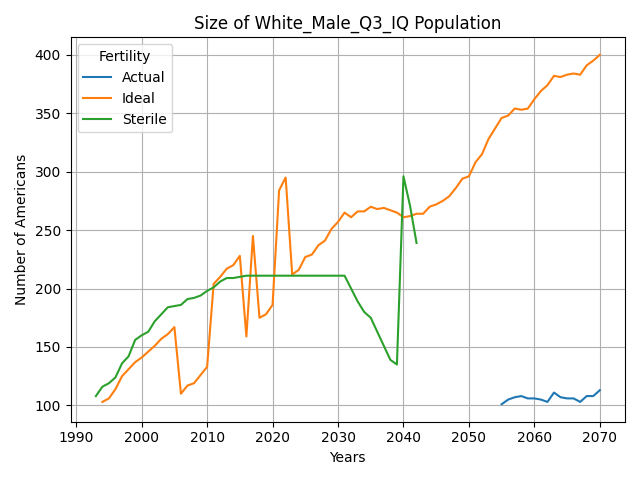 Size of White_Male_Q3_IQ Population
Fertility
Actual
Ideal
Sterile
Number of Americans
400
350
300
250
200
150
100
1990 2000 2010 2020 2030 2040 2050 2060 2070
Years